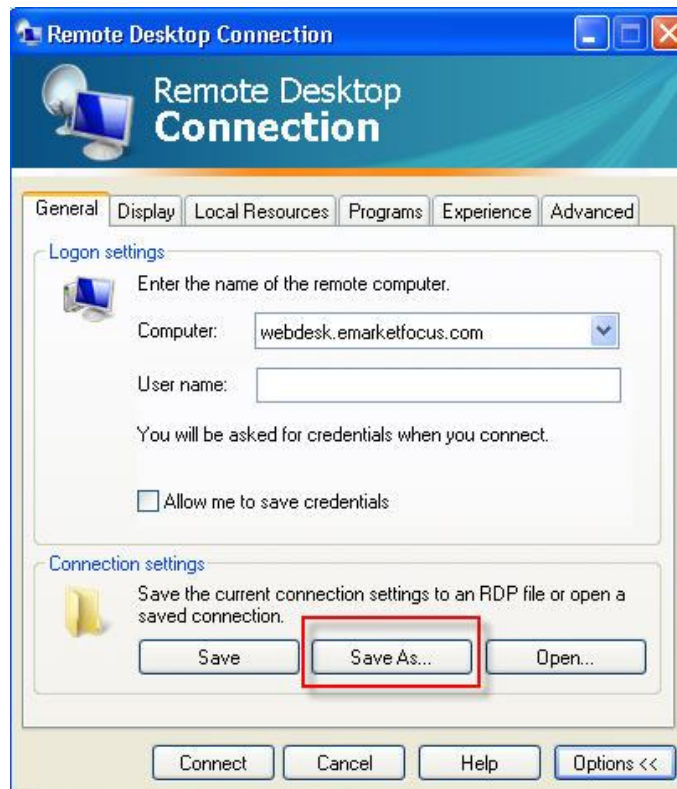 Remote Desktop Connection
Remote Desktop
Connection
General Display Local Resources Programs Experience Advanced
Logon settings
Enter the name of the remote computer.
Computer: webdesk.emarketfocus.com
User name:
You will be asked for credentials when you connect.
Allow me to save credentials
Connection settings
Save the current connection settings to an RDP file or open a
saved connection.
Save Save As... Open...
Connect Cancel Help Options <<